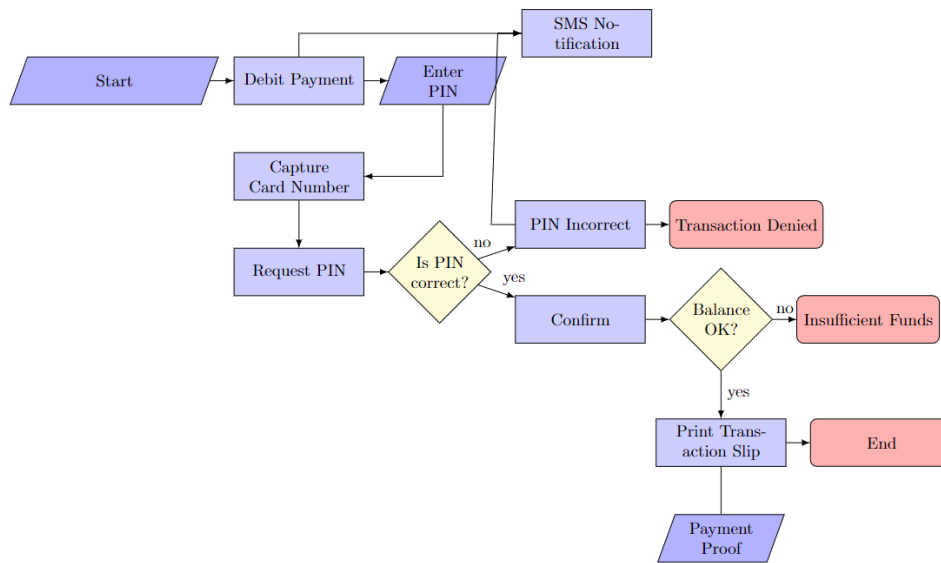 SMS No-
tification
Start
Debit Payment
Enter
PIN
Capture
Card Number
PIN Incorrect
Transaction Denied
no
Is PIN
correct?
Request PIN
yes
Confirm
Balance
OK?
no
Insufficient Funds
yes
Print Trans-
action Slip
End
Payment
Proof